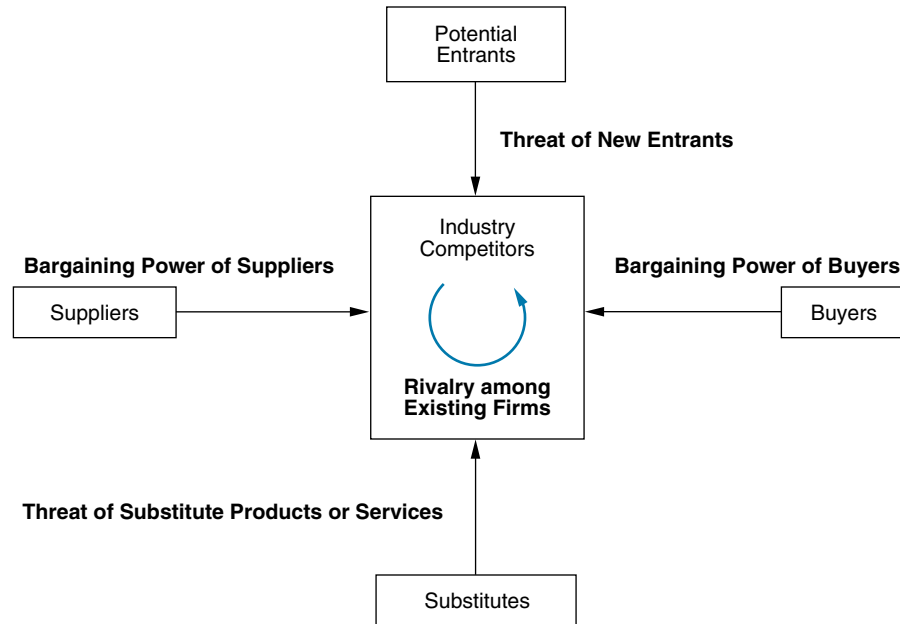 Potential
Entrants
Threat of New Entrants
Industry
Competitors
Bargaining Power of Suppliers
Bargaining Power of Buyers
Suppliers
Buyers
Rivalry among
Existing Firms
Threat of Substitute Products or Services
Substitutes